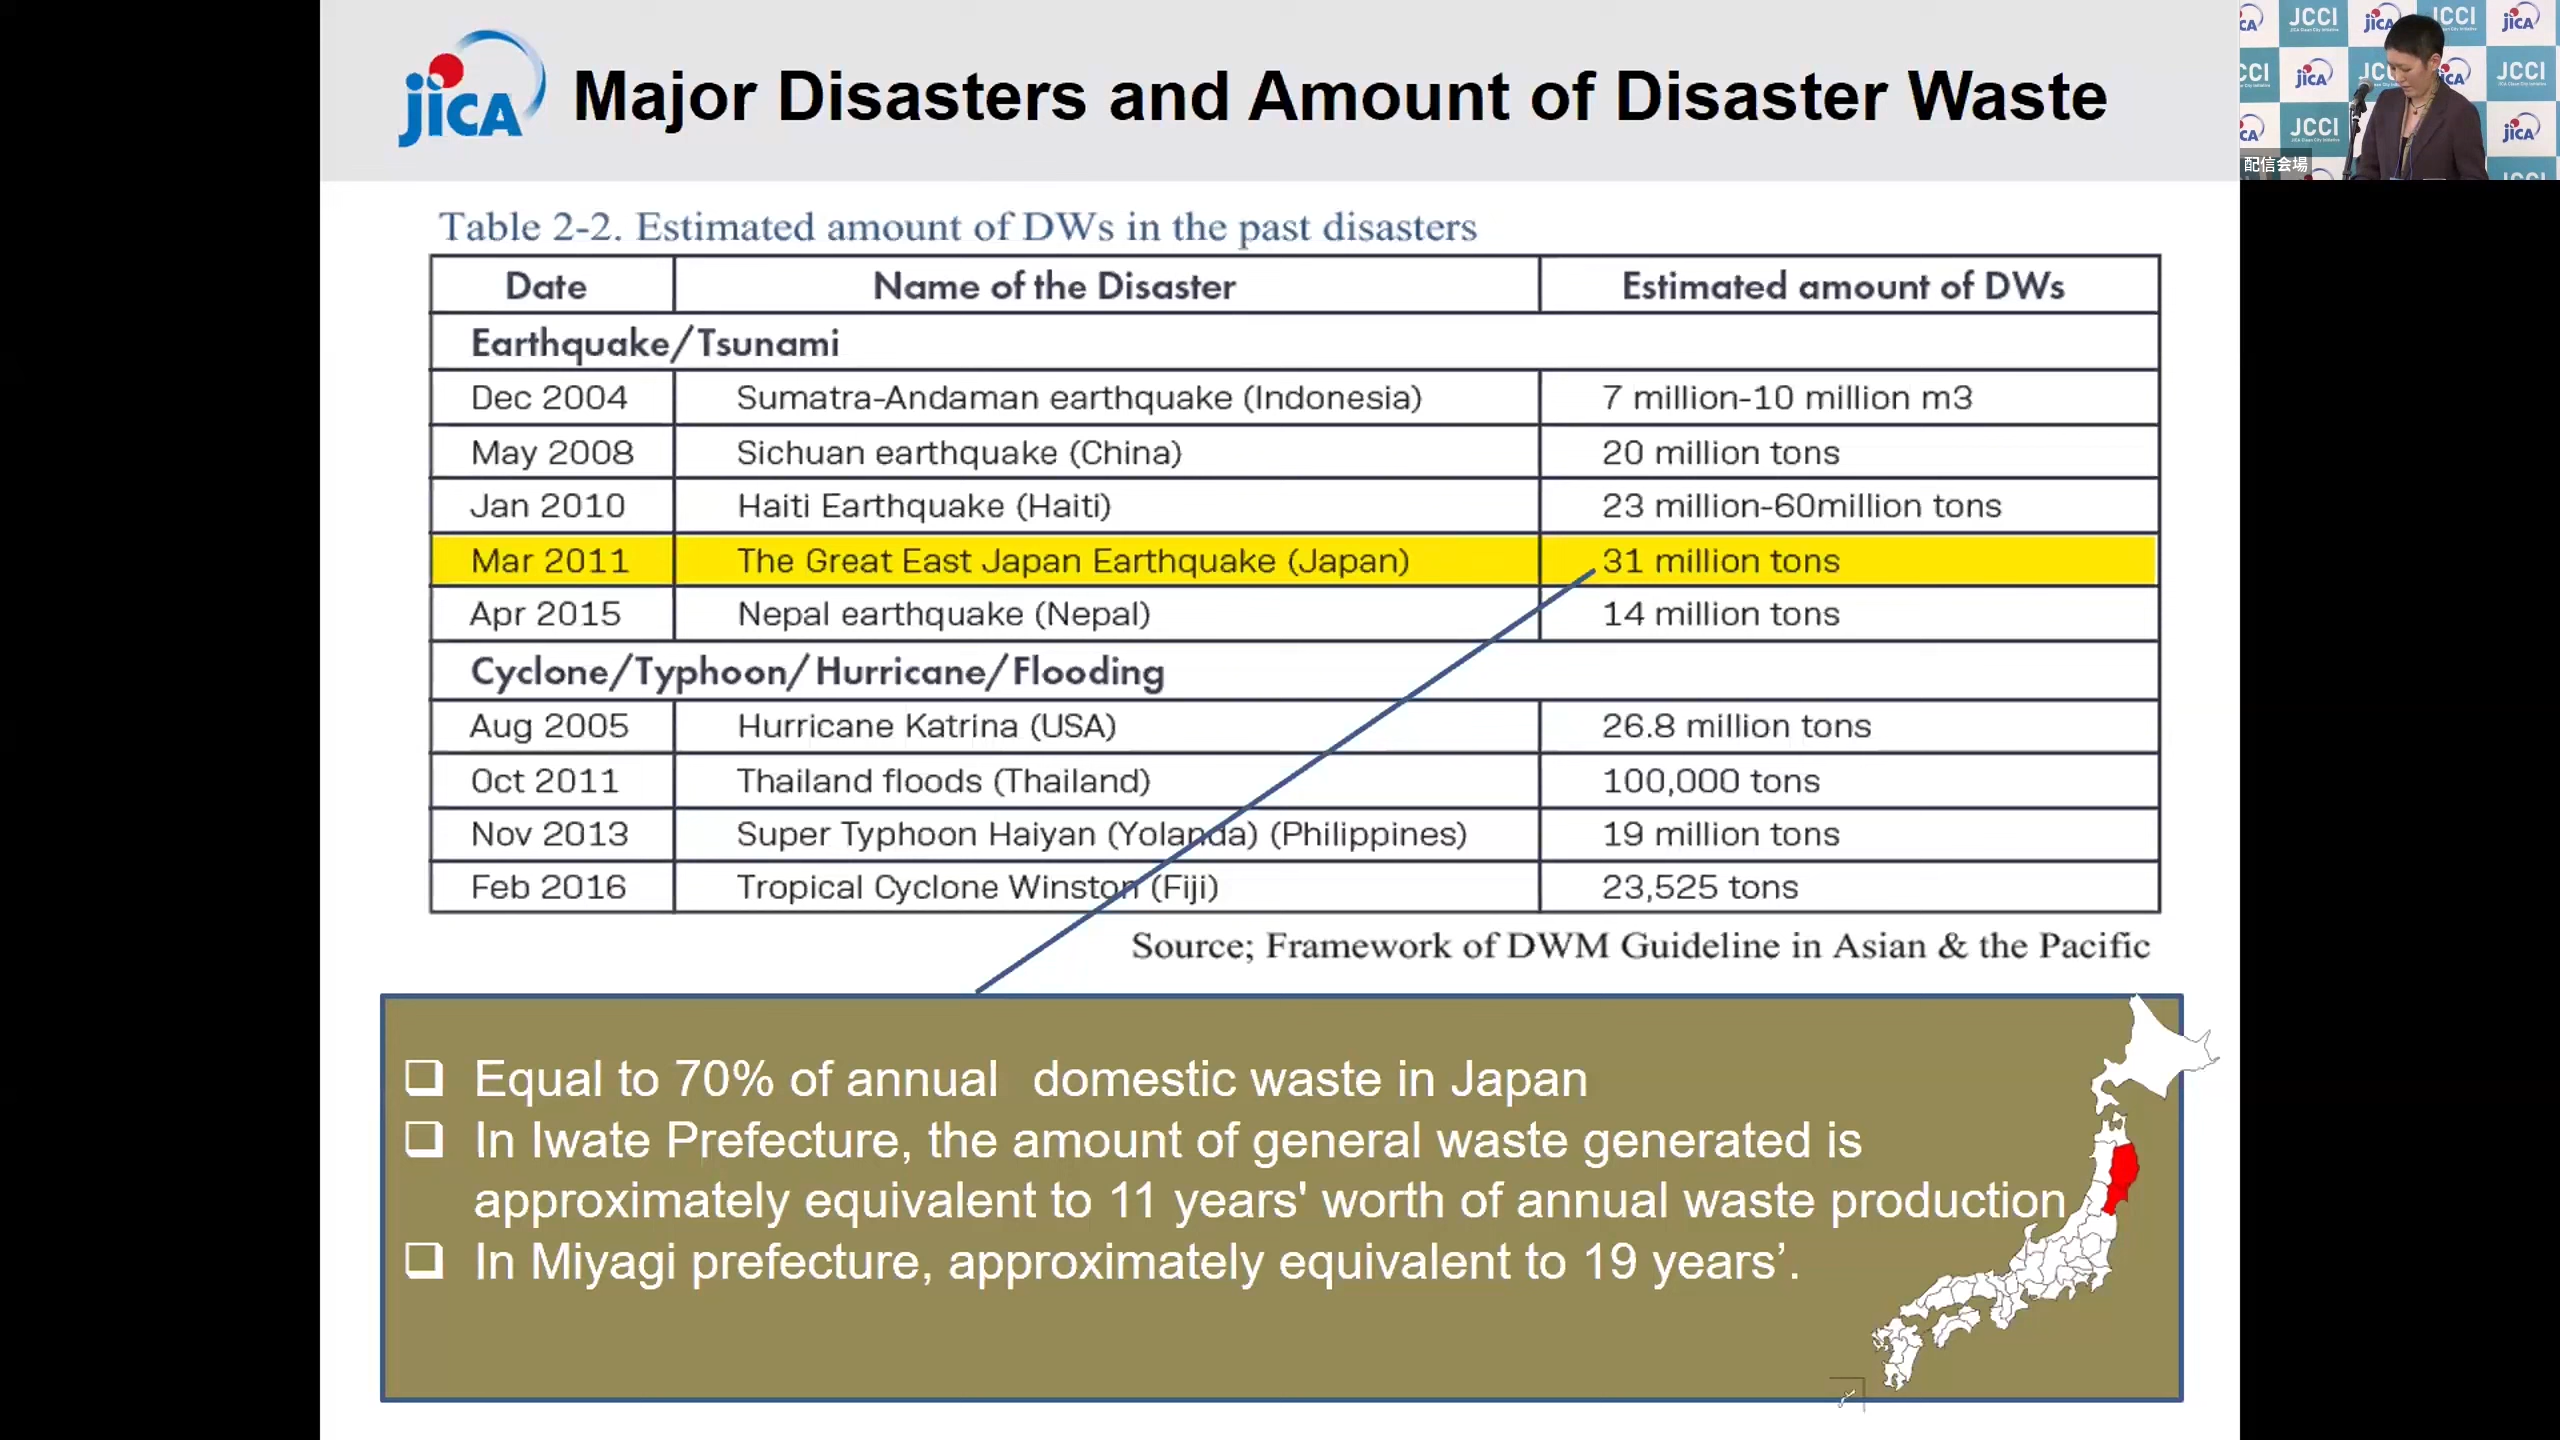 JICA
Major Disasters and Amount of Disaster Waste
JCCI
JICA
JCCI
JICA
JICA
JCCI
JCCI
JICA
配信会場
Table 2-2. Estimated amount of DWs in the past disasters
Date Name of the Disaster Estimated amount of DWs
Earthquake/Tsunami
Dec 2004 Sumatra-Andaman earthquake (Indonesia) 7 million-10 million m3
May 2008 Sichuan earthquake (China) 20 million tons
Jan 2010 Haiti Earthquake (Haiti) 23 million-60million tons
Mar 2011 The Great East Japan Earthquake (Japan) 31 million tons
Apr 2015 Nepal earthquake (Nepal) 14 million tons
Cyclone/Typhoon/Hurricane/Flooding
Aug 2005 Hurricane Katrina (USA) 26.8 million tons
Oct 2011 Thailand floods (Thailand) 100,000 tons
Nov 2013 Super Typhoon Haiyan (Yolanda) (Philippines) 19 million tons
Feb 2016 Tropical Cyclone Winston (Fiji) 23,525 tons
Source; Framework of DWM Guideline in Asian & the Pacific
Equal to 70% of annual domestic waste in Japan
In Iwate Prefecture, the amount of general waste generated is
approximately equivalent to 11 years' worth of annual waste production
In Miyagi prefecture, approximately equivalent to 19 years’.